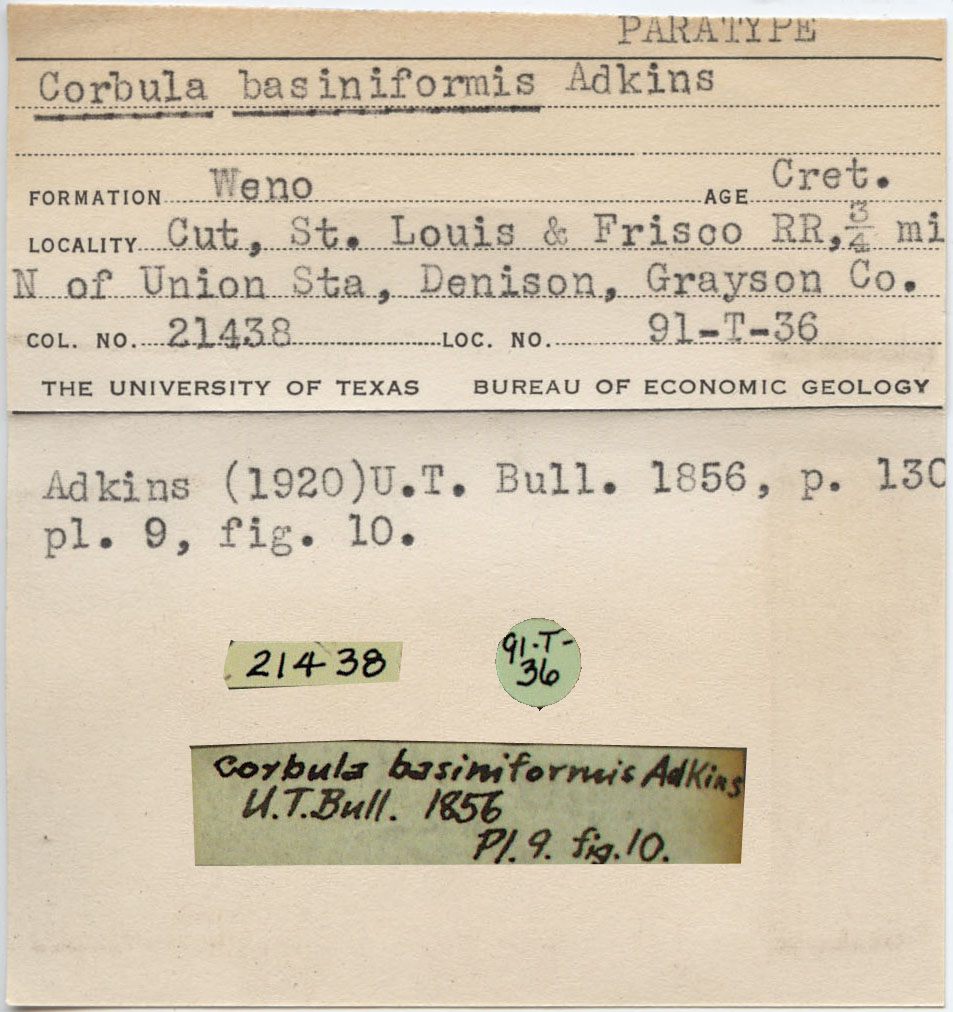 PARATYPE
Corbula basiniformis Adkins
FORMATION Weno AGE Cret.
LOCALITY Cut, St. Louis & Frisco RR, 3/4 mi
N of Union Sta, Denison, Grayson Co.
COL. NO. 21438 LOC. NO. 91-T-36
THE UNIVERSITY OF TEXAS BUREAU OF ECONOMIC GEOLOGY
Adkins (1920)U.T. Bull. 1856, p. 130
pl. 9, fig. 10.
21438
91-T-
36
Corbula basiniformis Adkins
U.T.Bull. 1856
Pl. 9. fig. 10.